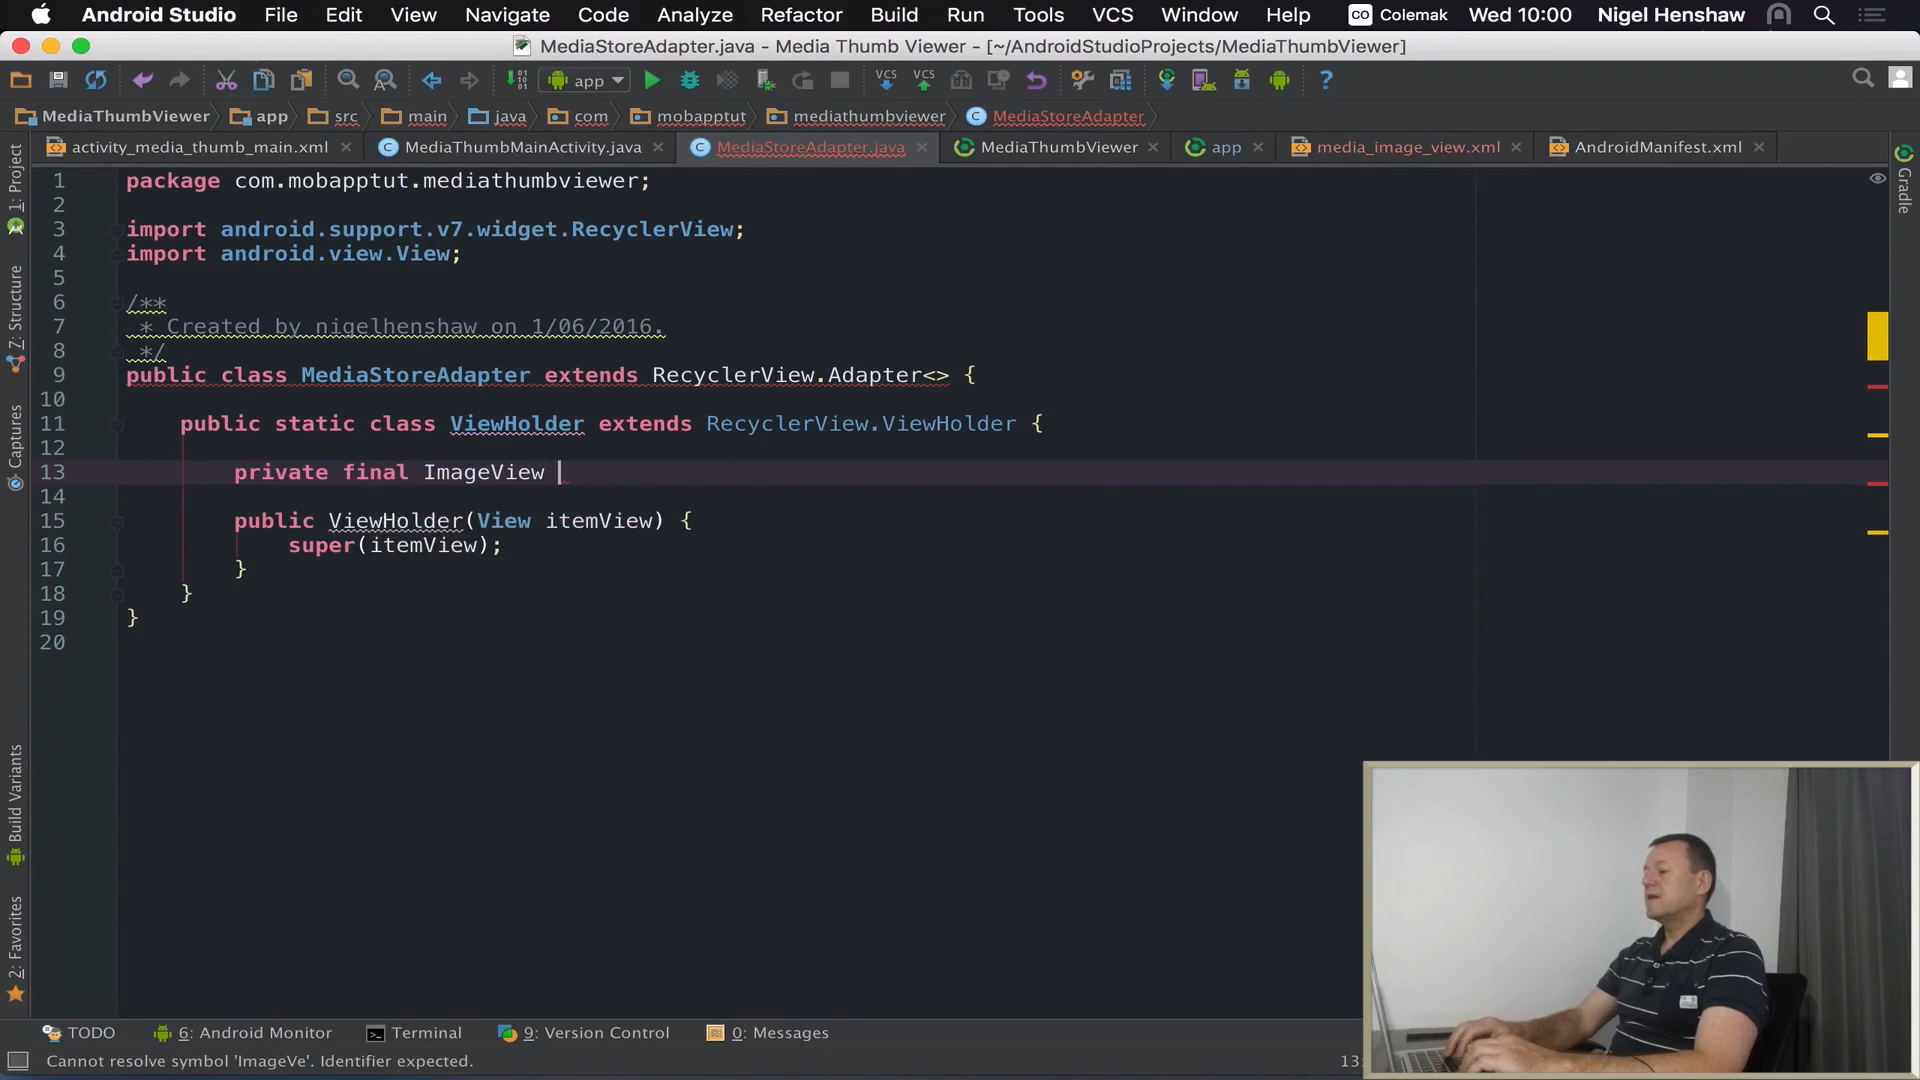 Android Studio File Edit View Navigate Code Analyze Refactor Build Run Tools VCS Window Help CO Colemak Wed 10:00 Nigel Henshaw
MediaStoreAdapter.java - Media Thumb Viewer - [~/AndroidStudioProjects/MediaThumbViewer]
app VCS VCS ?
MediaThumbViewer app src main java com mobapptut mediathumbviewer MediaStoreAdapter
activity_media_thumb_main.xml MediaThumbMainActivity.java MediaStoreAdapter.java MediaThumbViewer app media_image_view.xml AndroidManifest.xml
1: Project
7: Structure
Captures
Build Variants
2: Favorites
Gradle
1 package com.mobapptut.mediathumbviewer;
2
3 import android.support.v7.widget.RecyclerView;
4 import android.view.View;
5
6 /**
7 * Created by nigelhenshaw on 1/06/2016.
8 */
9 public class MediaStoreAdapter extends RecyclerView.Adapter<> {
10
11 public static class ViewHolder extends RecyclerView.ViewHolder {
12
13 private final ImageView
14
15 public ViewHolder(View itemView) {
16 super(itemView);
17 }
18 }
19 }
20
TODO 6: Android Monitor Terminal 9: Version Control 0: Messages
Cannot resolve symbol 'ImageVe'. Identifier expected.